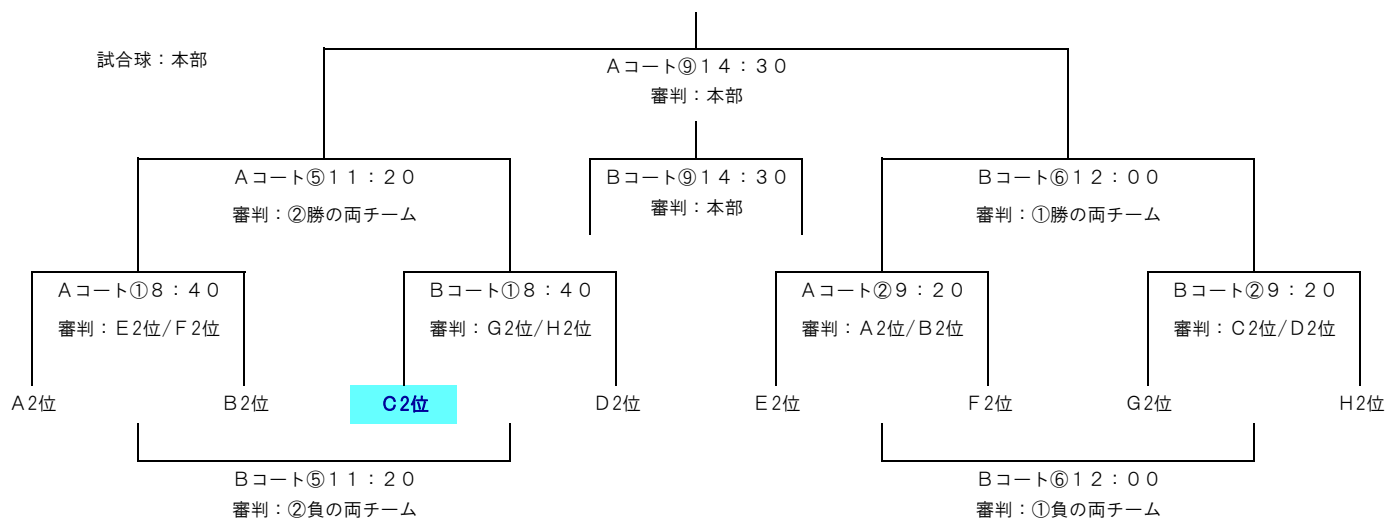 試合球：本部
Aコート⑨１４：３０
審判：本部
Aコート⑤１１：２０
審判：②勝の両チーム
Bコート⑨１４：３０
審判：本部
Bコート⑥１２：００
審判：①勝の両チーム
Aコート①８：４０
審判：E2位/F2位
Bコート①８：４０
審判：G2位/H2位
Aコート②９：２０
審判：A2位/B2位
Bコート②９：２０
審判：C2位/D2位
A2位
B2位
C2位
D2位
E2位
F2位
G2位
H2位
Bコート⑤１１：２０
審判：②負の両チーム
Bコート⑥１２：００
審判：①負の両チーム